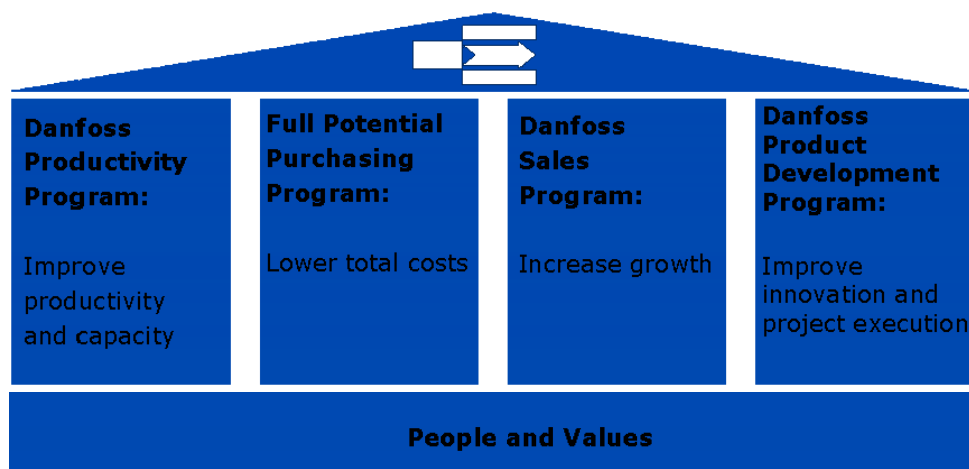 Danfoss
Productivity
Program:
Improve
productivity
and capacity
Full Potential
Purchasing
Program:
Lower total costs
Danfoss
Sales
Program:
Increase growth
Danfoss
Product
Development
Program:
Improve
innovation and
project execution
People and Values